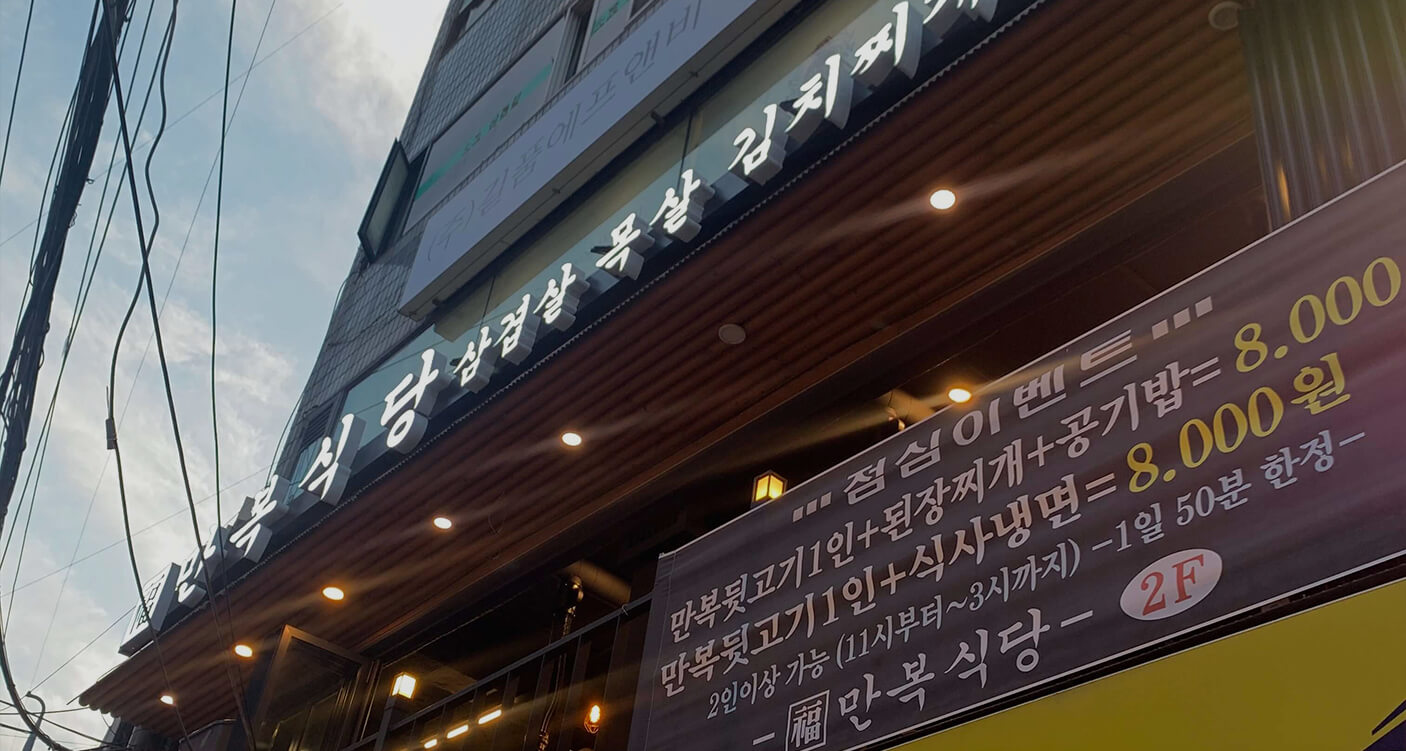 (주)길품에프앤비
福 만복식당 삼겹살 목살 김치찌개
"' 점심이벤트 "'
만복뒷고기1인+된장찌개+공기밥=8.000
만복뒷고기1인+식사냉면=8.000원
2인이상 가능 (11시부터~3시까지) -1일 50분 한정-
- 福 만복 식당 - 2F